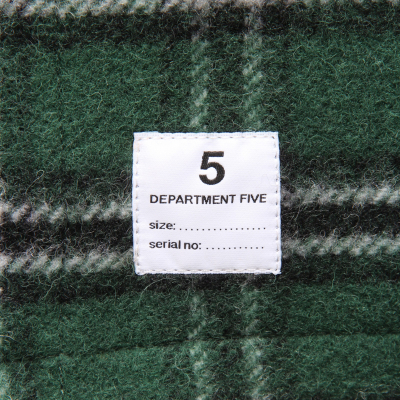 5
DEPARTMENT FIVE
size: . . . . . . . . . . . . . . . . .
serial no: . . . . . . . . . . . .